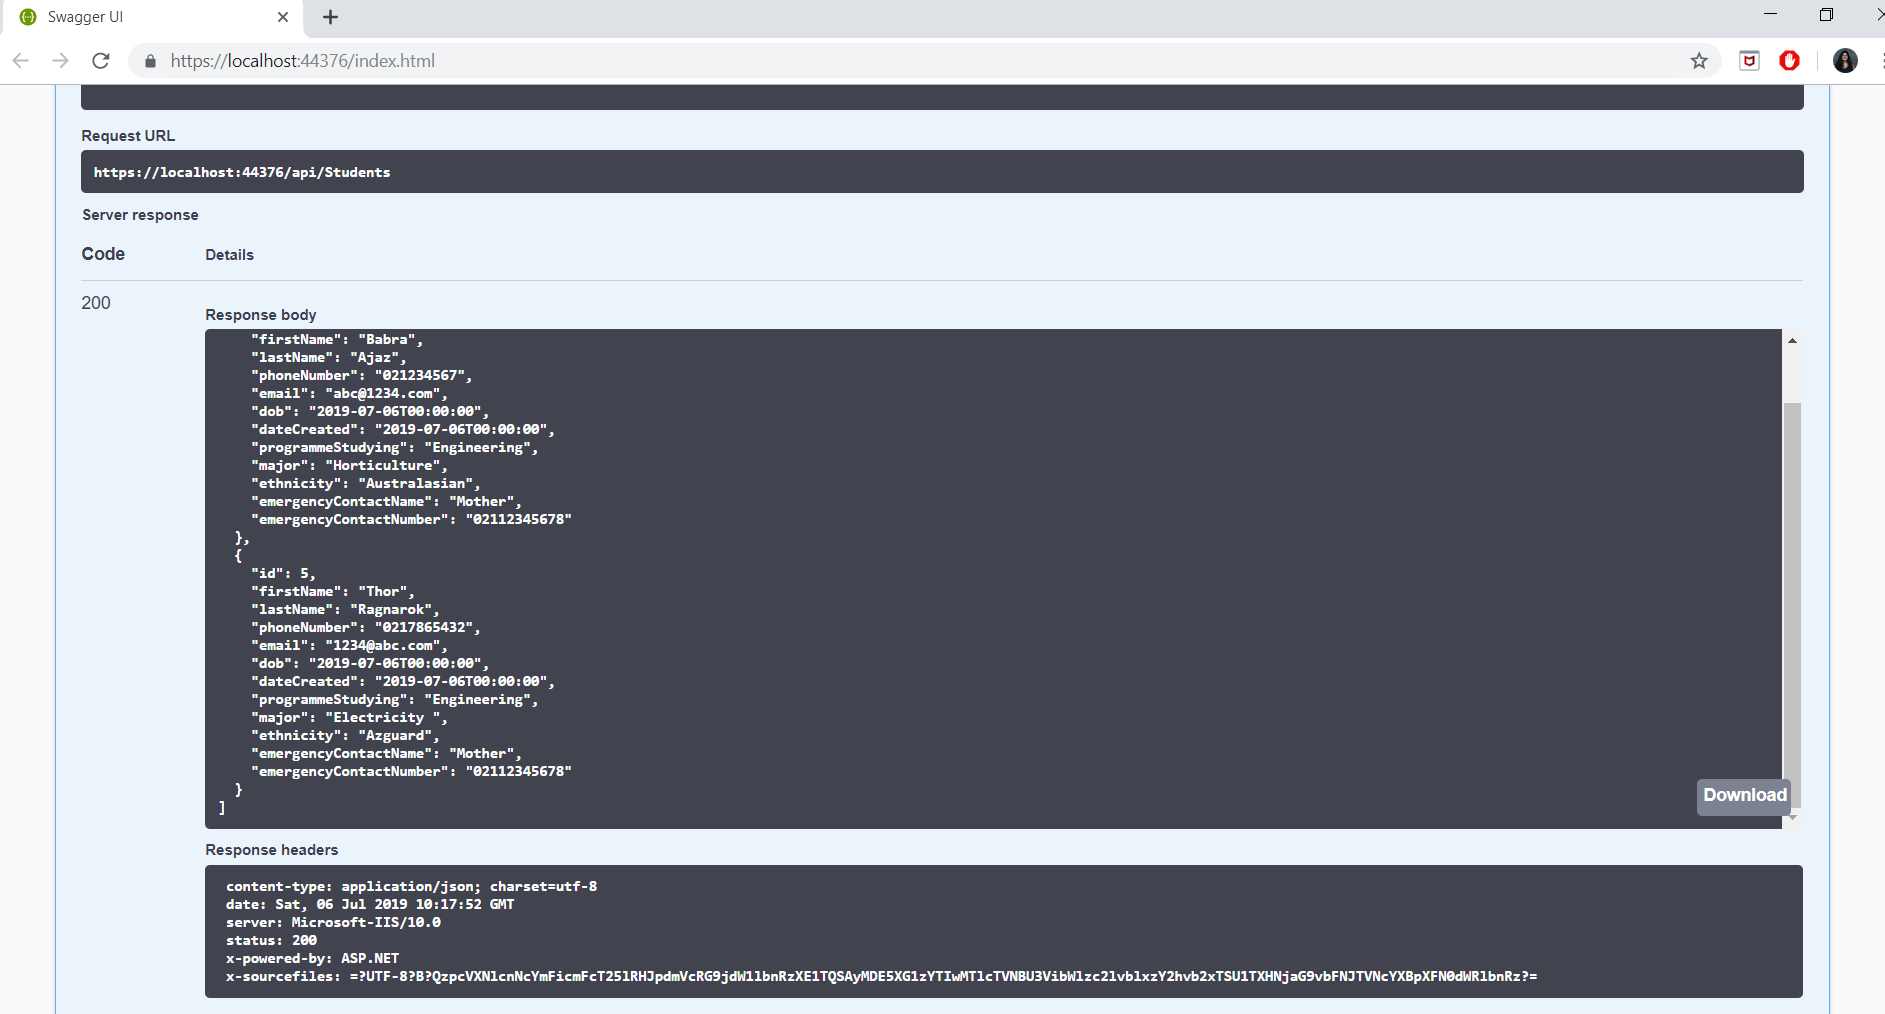 Swagger UI
https://localhost:44376/index.html
Request URL
https://localhost:44376/api/Students
Server response
Code Details
200
Response body
"firstName": "Babra",
"lastName": "Ajaz",
"phoneNumber": "021234567",
"email": "abc@1234.com",
"dob": "2019-07-06T00:00:00",
"dateCreated": "2019-07-06T00:00:00",
"programmeStudying": "Engineering",
"major": "Horticulture",
"ethnicity": "Australasian",
"emergencyContactName": "Mother",
"emergencyContactNumber": "02112345678"
},
{
"id": 5,
"firstName": "Thor",
"lastName": "Ragnarok",
"phoneNumber": "0217865432",
"email": "1234@abc.com",
"dob": "2019-07-06T00:00:00",
"dateCreated": "2019-07-06T00:00:00",
"programmeStudying": "Engineering",
"major": "Electricity ",
"ethnicity": "Azguard",
"emergencyContactName": "Mother",
"emergencyContactNumber": "02112345678"
}
]
Download
Response headers
content-type: application/json; charset=utf-8
date: Sat, 06 Jul 2019 10:17:52 GMT
server: Microsoft-IIS/10.0
status: 200
x-powered-by: ASP.NET
x-sourcefiles: =?UTF-8?B?QzpcVXNlcnNcYmFicmFcT25lRHJpdmVcRG9jdW1lbnRzXE1TQSAyMDE5XG1zYTIwMTlcTVNBU3VibWlzc2lvblxzY2hvb2xTSU1TXHNjaG9vbFNJTVNcYXBpXFN0dWRlbnRz?=